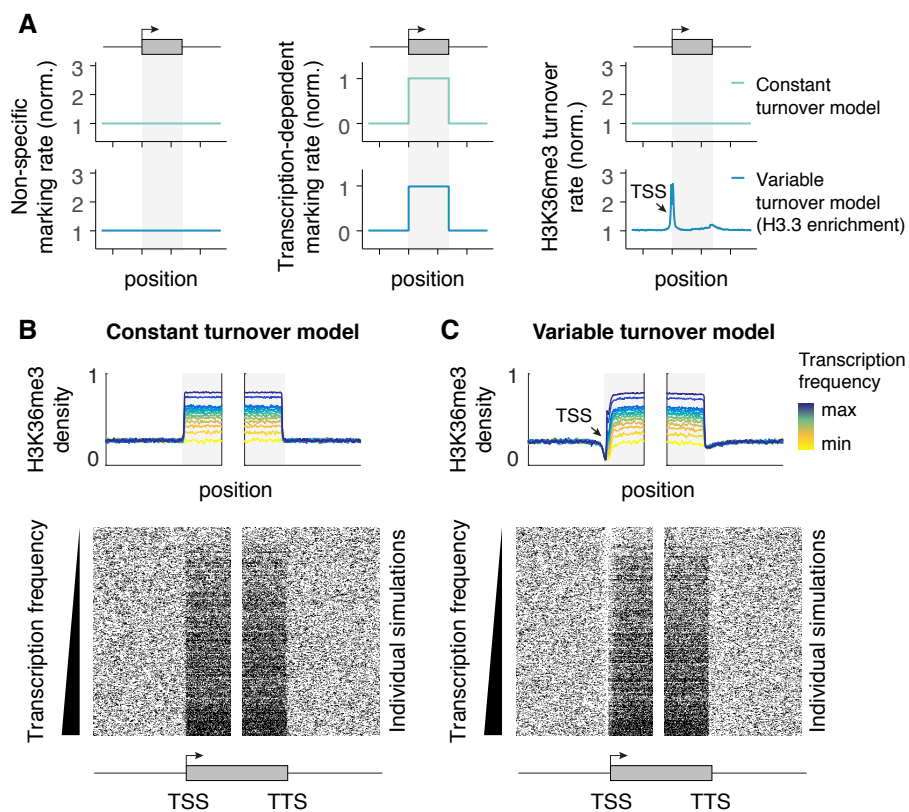 A
Non-specific
marking rate (norm.)
3
2
1
3
2
1
position
Transcription-dependent
marking rate (norm.)
1
0
1
0
position
H3K36me3 turnover
rate (norm.)
3
2
1
3
2
1
TSS
position
Constant
turnover model
Variable
turnover model
(H3.3 enrichment)
B
Constant turnover model
H3K36me3
density
1
0
position
Transcription frequency
Individual simulations
TSS
TTS
C
Variable turnover model
H3K36me3
density
1
0
TSS
position
Transcription
frequency
max
min
Transcription frequency
Individual simulations
TSS
TTS